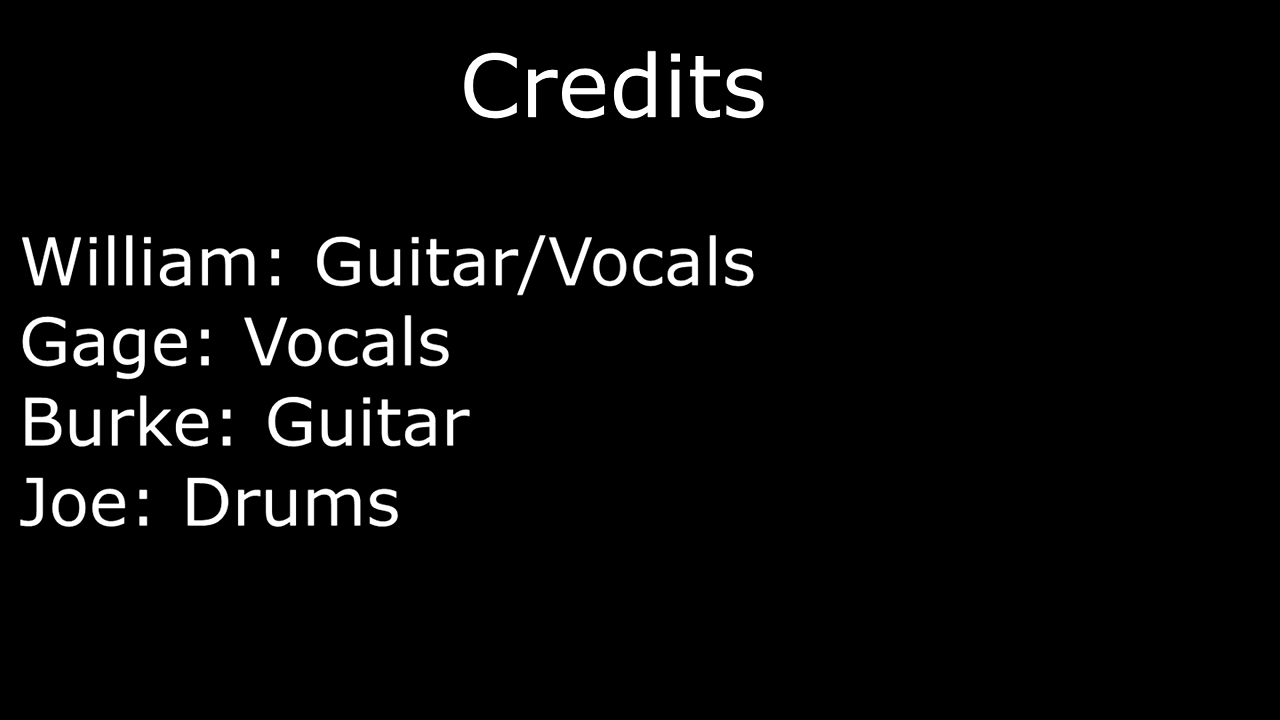 Credits
William: Guitar/Vocals
Gage: Vocals
Burke: Guitar
Joe: Drums